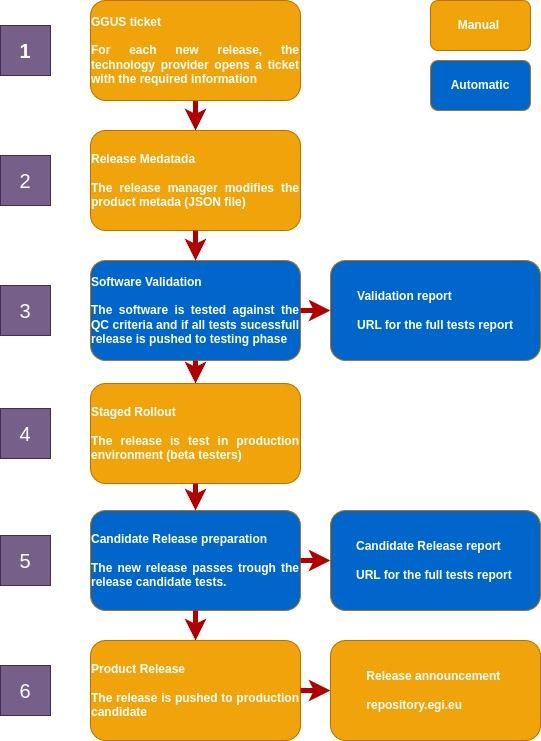 GGUS ticket
Manual
1
For each new release, the
technology provider opens a ticket
with the required information
Automatic
Release Medatada
2
The release manager modifies the
product metada (JSON file)
Software Validation
3
The software is tested against the
QC criteria and if all tests sucessfull
release is pushed to testing phase
Validation report
URL for the full tests report
Staged Rollout
4
The release is test in production
environment (beta testers)
Candidate Release preparation
5
The new release passes trough the
release candidate tests.
Candidate Release report
URL for the full tests report
Product Release
6
The release is pushed to production
candidate
Release announcement
repository.egi.eu